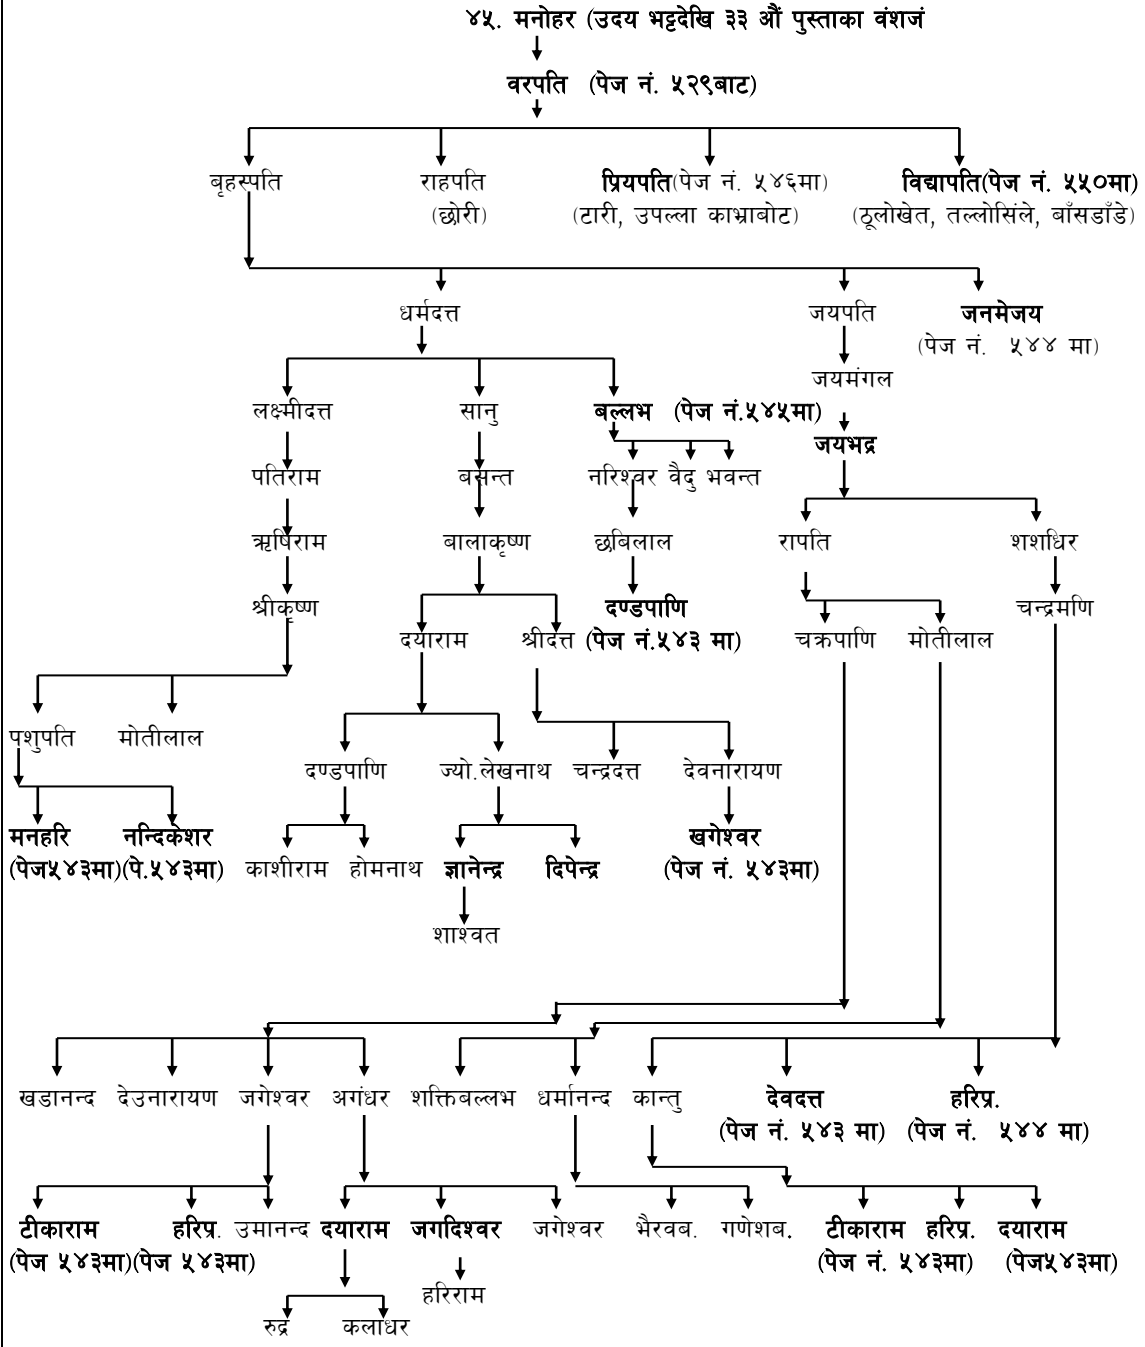 ४५. मनोहर (उदय भट्टदेखि ३३ औं पुस्ताका वंशजं
वरपति (पेज नं. ५२९बाट)
बृहस्पति राहपति प्रियपति(पेज नं. ५४६मा) विद्यापति(पेज नं. ५५०मा)
(छोरी) (टारी, उपल्ला काभ्राबोट) (ठूलोखेत, तल्लोसिंले, बाँसडाँडे)
धर्मदत्त जयपति जनमेजय
(पेज नं. ५४४ मा)
जयमंगल
लक्ष्मीदत्त सानु बल्लभ (पेज नं.५४५मा)
जयभद्र
पतिराम बसन्त नरिश्वर वैदु भवन्त
ऋषिराम बालाकृष्ण छबिलाल रापति शशधिर
श्रीकृष्ण दण्डपाणि चन्द्रमणि
दयाराम श्रीदत्त (पेज नं.५४३ मा) चक्रपाणि मोतीलाल
पशुपति मोतीलाल
दण्डपाणि ज्यो.लेखनाथ चन्द्रदत्त देवनारायण
मनहरि नन्दिकेशर खगेश्वर
(पेज५४३मा)(पे.५४३मा) काशीराम होमनाथ ज्ञानेन्द्र दिपेन्द्र (पेज नं. ५४३मा)
शाश्वत
खडानन्द देउनारायण जगेश्वर अगंधर शक्तिबल्लभ धर्मानन्द कान्तु देवदत्त हरिप्र.
(पेज नं. ५४३ मा) (पेज नं. ५४४ मा)
टीकाराम हरिप्र. उमानन्द दयाराम जगदिश्वर जगेश्वर भैरवब. गणेशब. टीकाराम हरिप्र. दयाराम
(पेज ५४३मा)(पेज ५४३मा) (पेज नं. ५४३मा) (पेज५४३मा)
हरिराम
रुद्र कलाधर